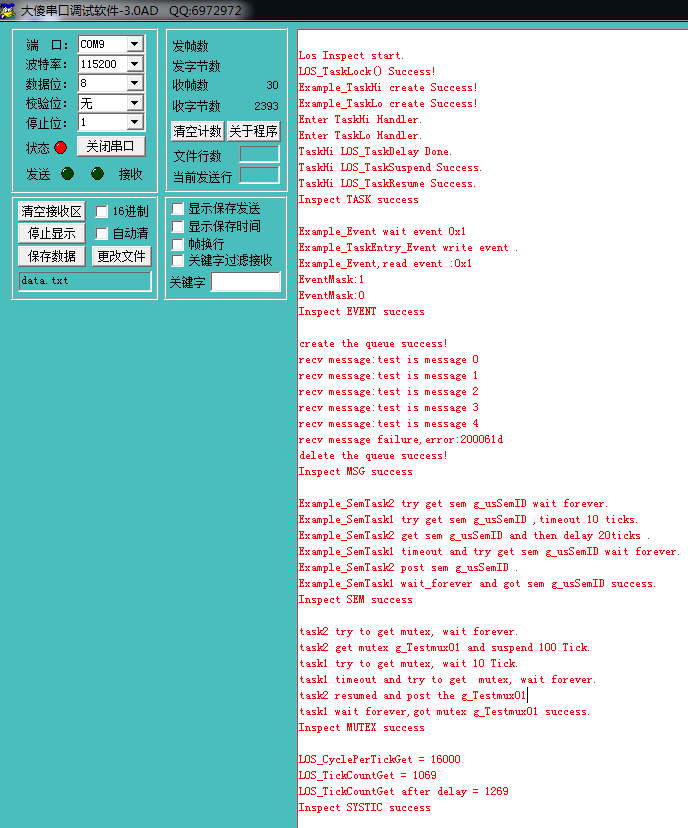 大傻串口调试软件-3.0AD QQ:6972972
端 口: COM9
波特率: 115200
数据位: 8
校验位: 无
停止位: 1
状态 关闭串口
发送 接收
发帧数
发字节数
收帧数 30
收字节数 2393
清空计数 关于程序
文件行数
当前发送行
清空接收区 16进制
停止显示 自动清
保存数据 更改文件
data.txt
显示保存发送
显示保存时间
帧换行
关键字过滤接收
关键字
Los Inspect start.
LOS_TaskLock() Success!
Example_TaskHi create Success!
Example_TaskLo create Success!
Enter TaskHi Handler.
Enter TaskLo Handler.
TaskHi LOS_TaskDelay Done.
TaskHi LOS_TaskSuspend Success.
TaskHi LOS_TaskResume Success.
Inspect TASK success
Example_Event wait event 0x1
Example_TaskEntry_Event write event .
Example_Event,read event :0x1
EventMask:1
EventMask:0
Inspect EVENT success
create the queue success!
recv message:test is message 0
recv message:test is message 1
recv message:test is message 2
recv message:test is message 3
recv message:test is message 4
recv message failure,error:200061d
delete the queue success!
Inspect MSG success
Example_SemTask2 try get sem g_usSemID wait forever.
Example_SemTask1 try get sem g_usSemID ,timeout 10 ticks.
Example_SemTask2 get sem g_usSemID and then delay 20ticks .
Example_SemTask1 timeout and try get sem g_usSemID wait forever.
Example_SemTask2 post sem g_usSemID .
Example_SemTask1 wait_forever and got sem g_usSemID success.
Inspect SEM success
task2 try to get mutex, wait forever.
task2 get mutex g_Testmux01 and suspend 100 Tick.
task1 try to get mutex, wait 10 Tick.
task1 timeout and try to get  mutex, wait forever.
task2 resumed and post the g_Testmux01
task1 wait forever,got mutex g_Testmux01 success.
Inspect MUTEX success
LOS_CyclePerTickGet = 16000
LOS_TickCountGet = 1069
LOS_TickCountGet after delay = 1269
Inspect SYSTIC success